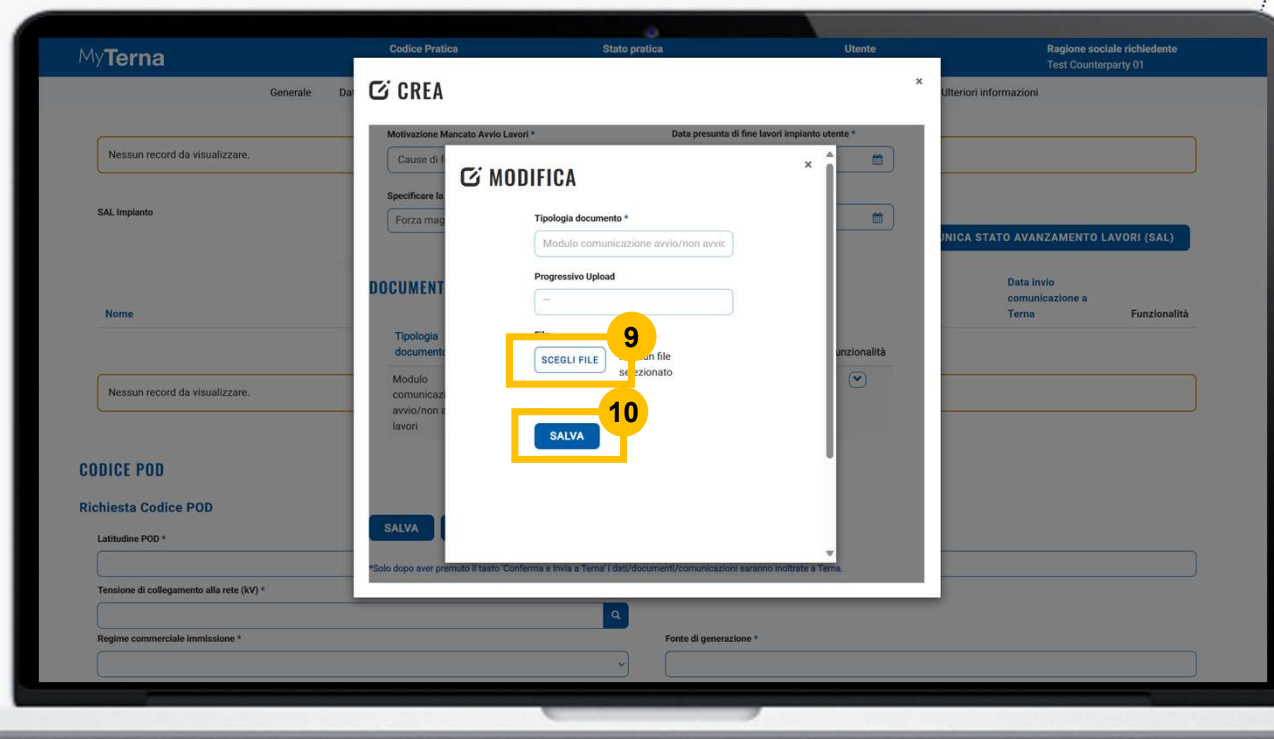 MyTerna
Codice Pratica
Stato pratica
Utente
Ragione sociale richiedente
Test Counterparty 01
Generale
CREA
×
Ulteriori informazioni
Nessun record da visualizzare.
Motivazione Mancato Avvio Lavori *
Data presunta di fine lavori impianto utente *
Cause di
MODIFICA
×
Specificare la
Forza mag
SAL Impianto
Tipologia documento *
Modulo comunicazione avvio/non avvio
COMUNICA STATO AVANZAMENTO LAVORI (SAL)
Progressivo Upload
—
DOCUMENT
Data invio
comunicazione a
Terna
Nome
Funzionalità
Tipologia
documento
9
SCEGLI FILE
file
selezionato
unzionalità
Nessun record da visualizzare.
Modulo
comunicazi
avvio/non a
lavori
10
SALVA
CODICE POD
Richiesta Codice POD
SALVA
Latitudine POD *
*Solo dopo aver premuto il tasto 'Conferma e Invia a Terna' i dati/documenti/comunicazioni saranno inoltrate a Terna.
Tensione di collegamento alla rete (kV) *
Regime commerciale immissione *
Fonte di generazione *